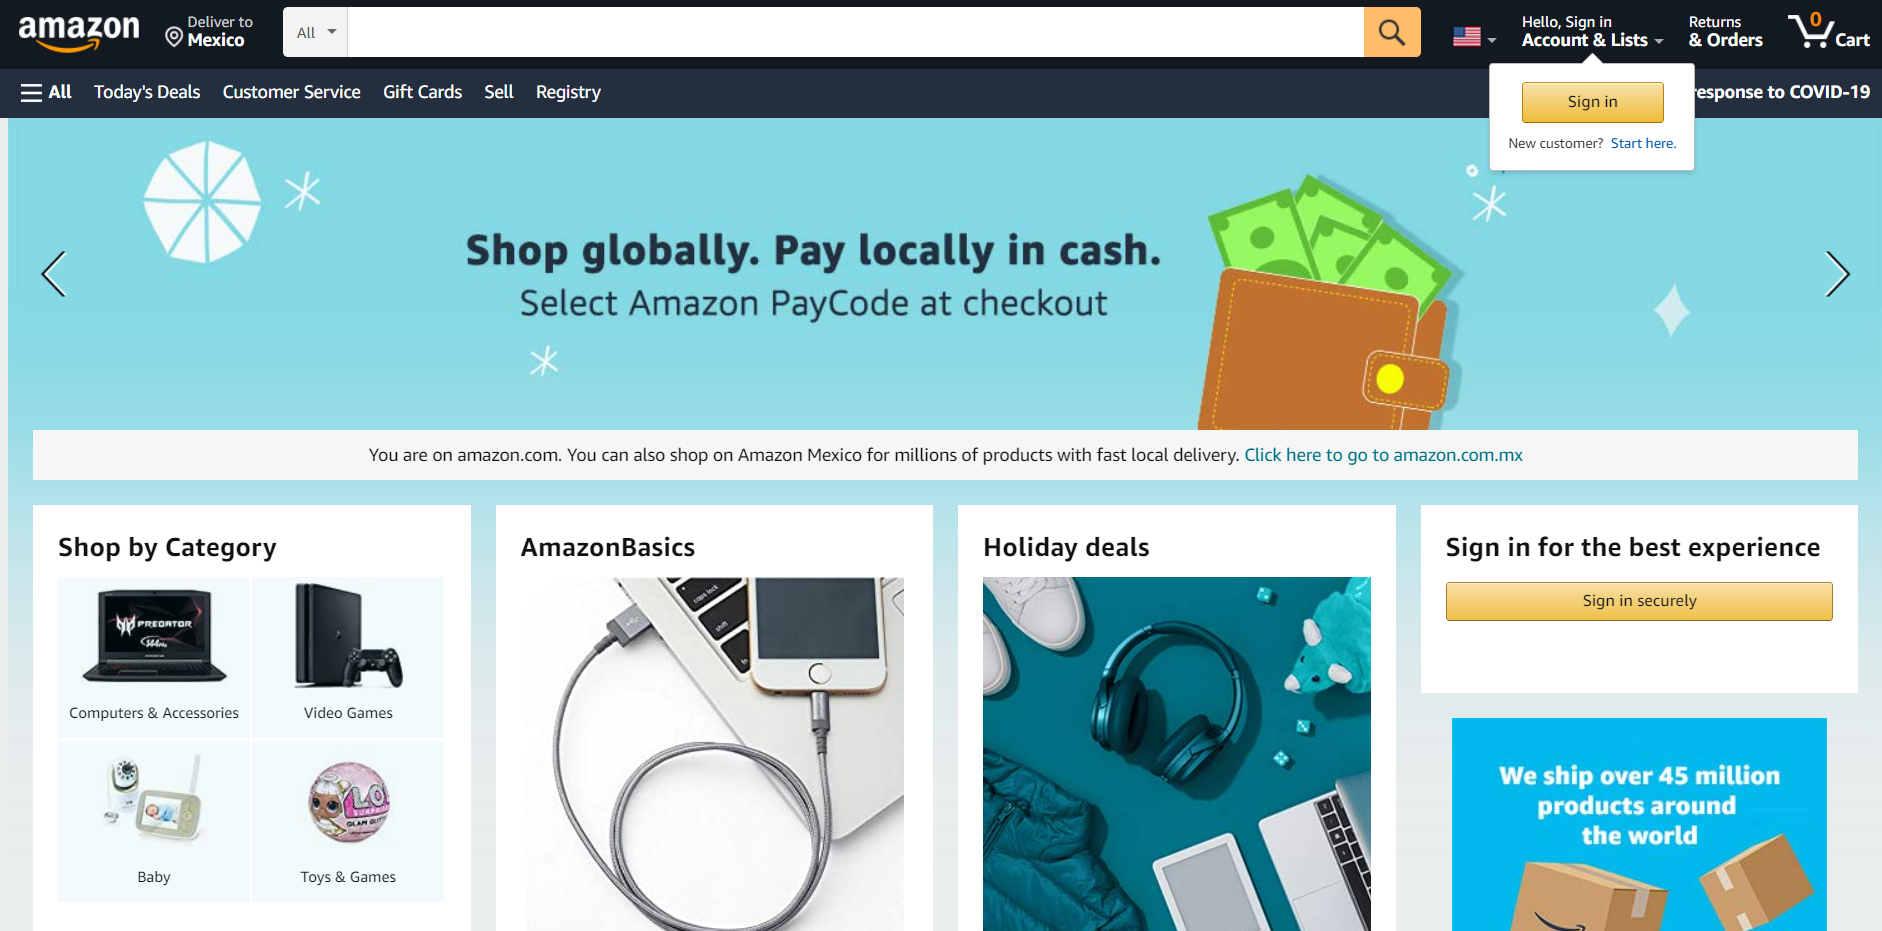 amazon
Deliver to
Mexico
All
Hello, Sign in
Account & Lists
Returns
& Orders
0
Cart
All
Today's Deals
Customer Service
Gift Cards
Sell
Registry
response to COVID-19
Sign in
New customer? Start here.
Shop globally. Pay locally in cash.
Select Amazon PayCode at checkout
You are on amazon.com. You can also shop on Amazon Mexico for millions of products with fast local delivery. Click here to go to amazon.com.mx
Shop by Category
PREDATOR
144Hz
Computers & Accessories
Video Games
Baby
Toys & Games
AmazonBasics
caps lock
shift
fn
Holiday deals
Sign in for the best experience
Sign in securely
We ship over 45 million
products around
the world